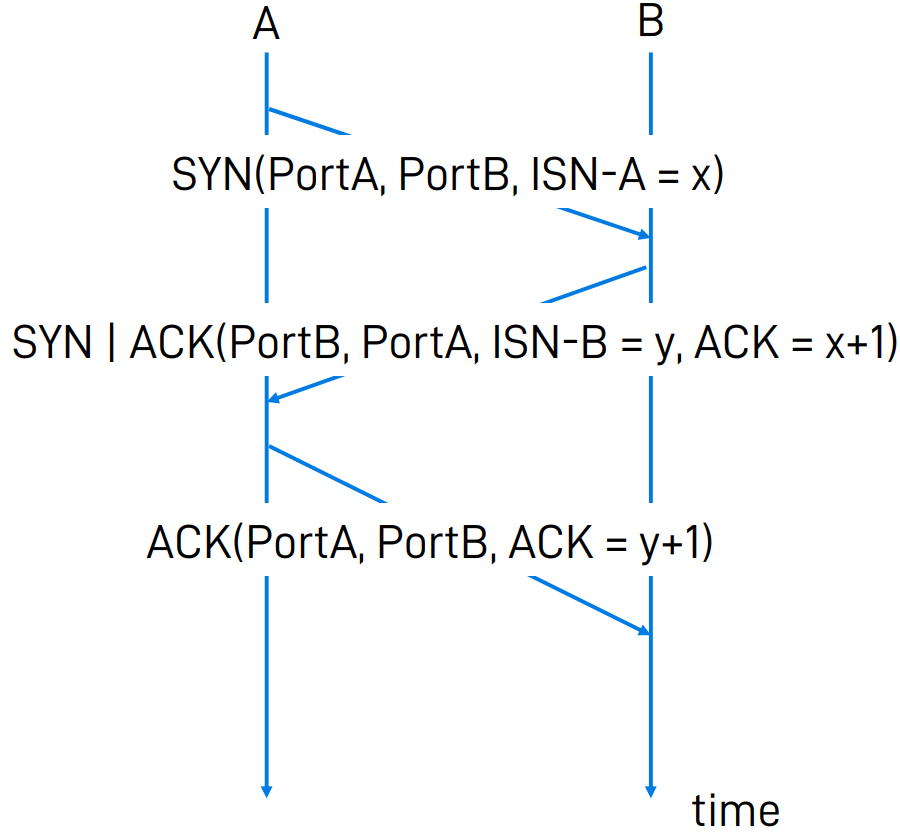 A
B
SYN(PortA, PortB, ISN-A = x)
SYN | ACK(PortB, PortA, ISN-B = y, ACK = x+1)
ACK(PortA, PortB, ACK = y+1)
time